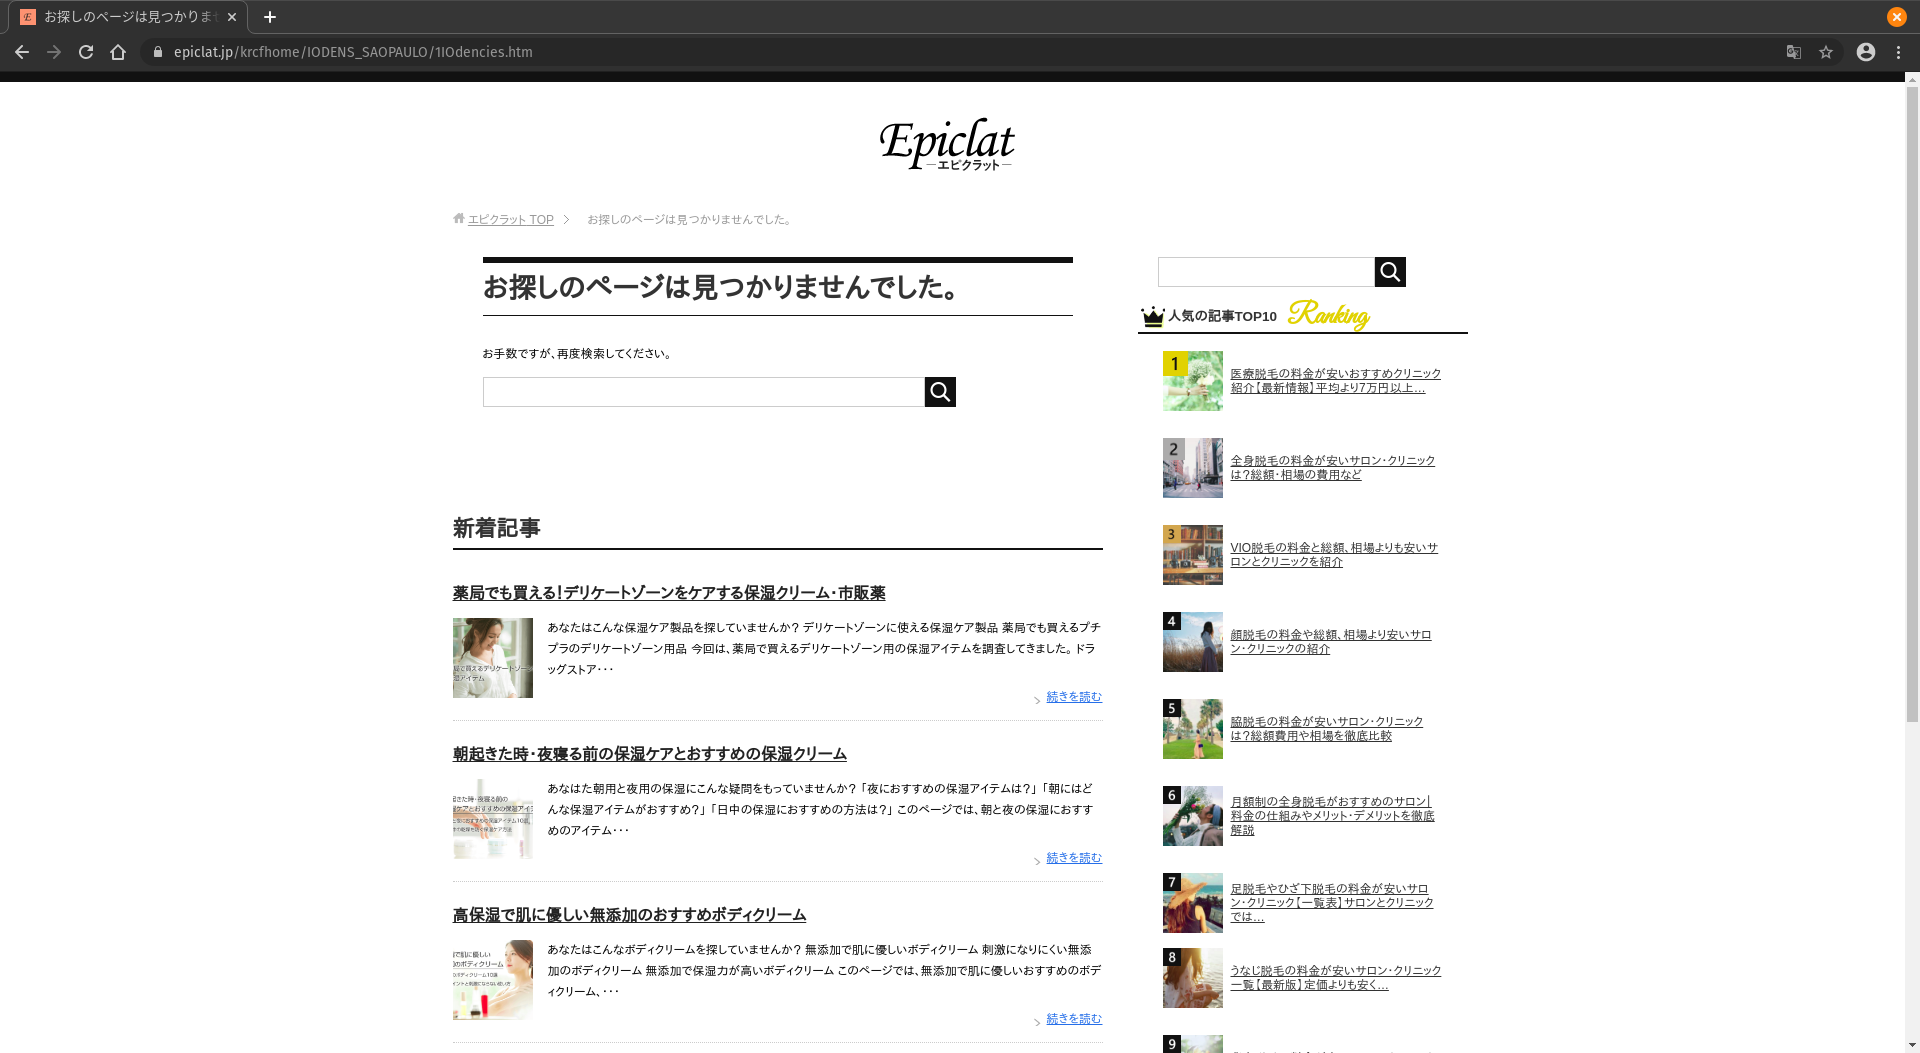 お探しのページは見つかりませ
epiclat.jp/krcfhome/IODENS_SAOPAULO/1IOdencies.htm
Epiclat
エピクラット
エピクラット TOP
お探しのページは見つかりませんでした。
お探しのページは見つかりませんでした。
お手数ですが、再度検索してください。
新着記事
薬局でも買える！デリケートゾーンをケアする保湿クリーム・市販薬
あなたはこんな保湿ケア製品を探していませんか？ デリケートゾーンに使える保湿ケア製品 薬局でも買えるプチ
プラのデリケートゾーン用品 今回は、薬局で買えるデリケートゾーン用の保湿アイテムを調査してきました。 ドラ
ッグストア・・・
続きを読む
朝起きた時・夜寝る前の保湿ケアとおすすめの保湿クリーム
あなはた朝用と夜用の保湿にこんな疑問をもっていませんか？ 「夜におすすめの保湿アイテムは？」 「朝にはど
んな保湿アイテムがおすすめ？」 「日中の保湿におすすめの方法は？」 このページでは、朝と夜の保湿におすす
めのアイテム・・・
続きを読む
高保湿で肌に優しい無添加のおすすめボディクリーム
あなたはこんなボディクリームを探していませんか？ 無添加で肌に優しいボディクリーム 刺激になりにくい無添
加のボディクリーム 無添加で保湿力が高いボディクリーム このページでは、無添加で肌に優しいおすすめのボデ
ィクリーム、・・・
続きを読む
人気の記事TOP10 Ranking
1
医療脱毛の料金が安いおすすめクリニック
紹介【最新情報】平均より7万円以上...
2
全身脱毛の料金が安いサロン・クリニック
は？総額・相場の費用など
3
VIO脱毛の料金と総額、相場よりも安いサ
ロンとクリニックを紹介
4
顔脱毛の料金や総額、相場より安いサロ
ン・クリニックの紹介
5
脇脱毛の料金が安いサロン・クリニック
は？総額費用や相場を徹底比較
6
月額制の全身脱毛がおすすめのサロン|
料金の仕組みやメリット・デメリットを徹底
解説
7
足脱毛やひざ下脱毛の料金が安いサロ
ン・クリニック【一覧表】サロンとクリニック
では...
8
うなじ脱毛の料金が安いサロン・クリニック
一覧【最新版】定価よりも安く...
9